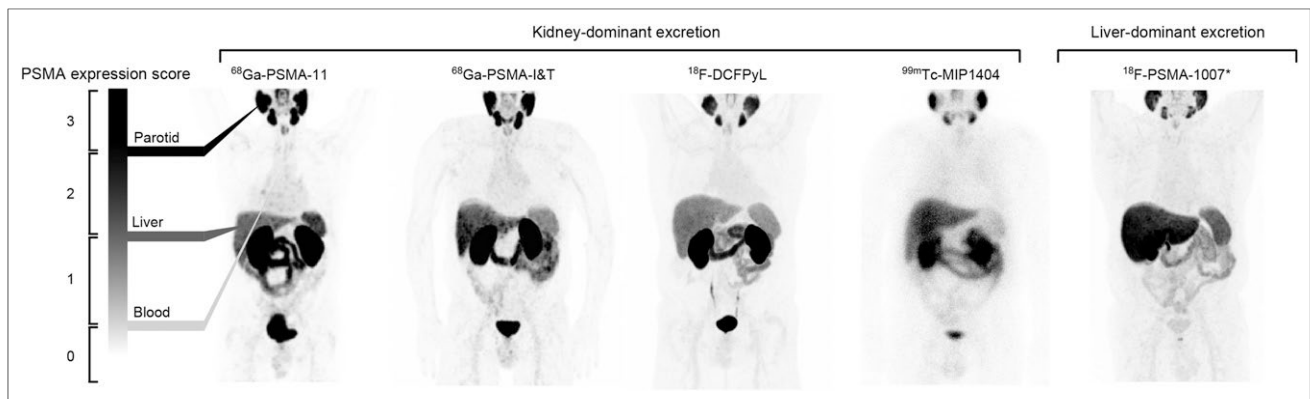 Kidney-dominant excretion
Liver-dominant excretion
PSMA expression score
⁶⁸Ga-PSMA-11
⁶⁸Ga-PSMA-I&T
¹⁸F-DCFPyL
⁹⁹ᵐTc-MIP1404
¹⁸F-PSMA-1007*
3
Parotid
2
Liver
1
Blood
0